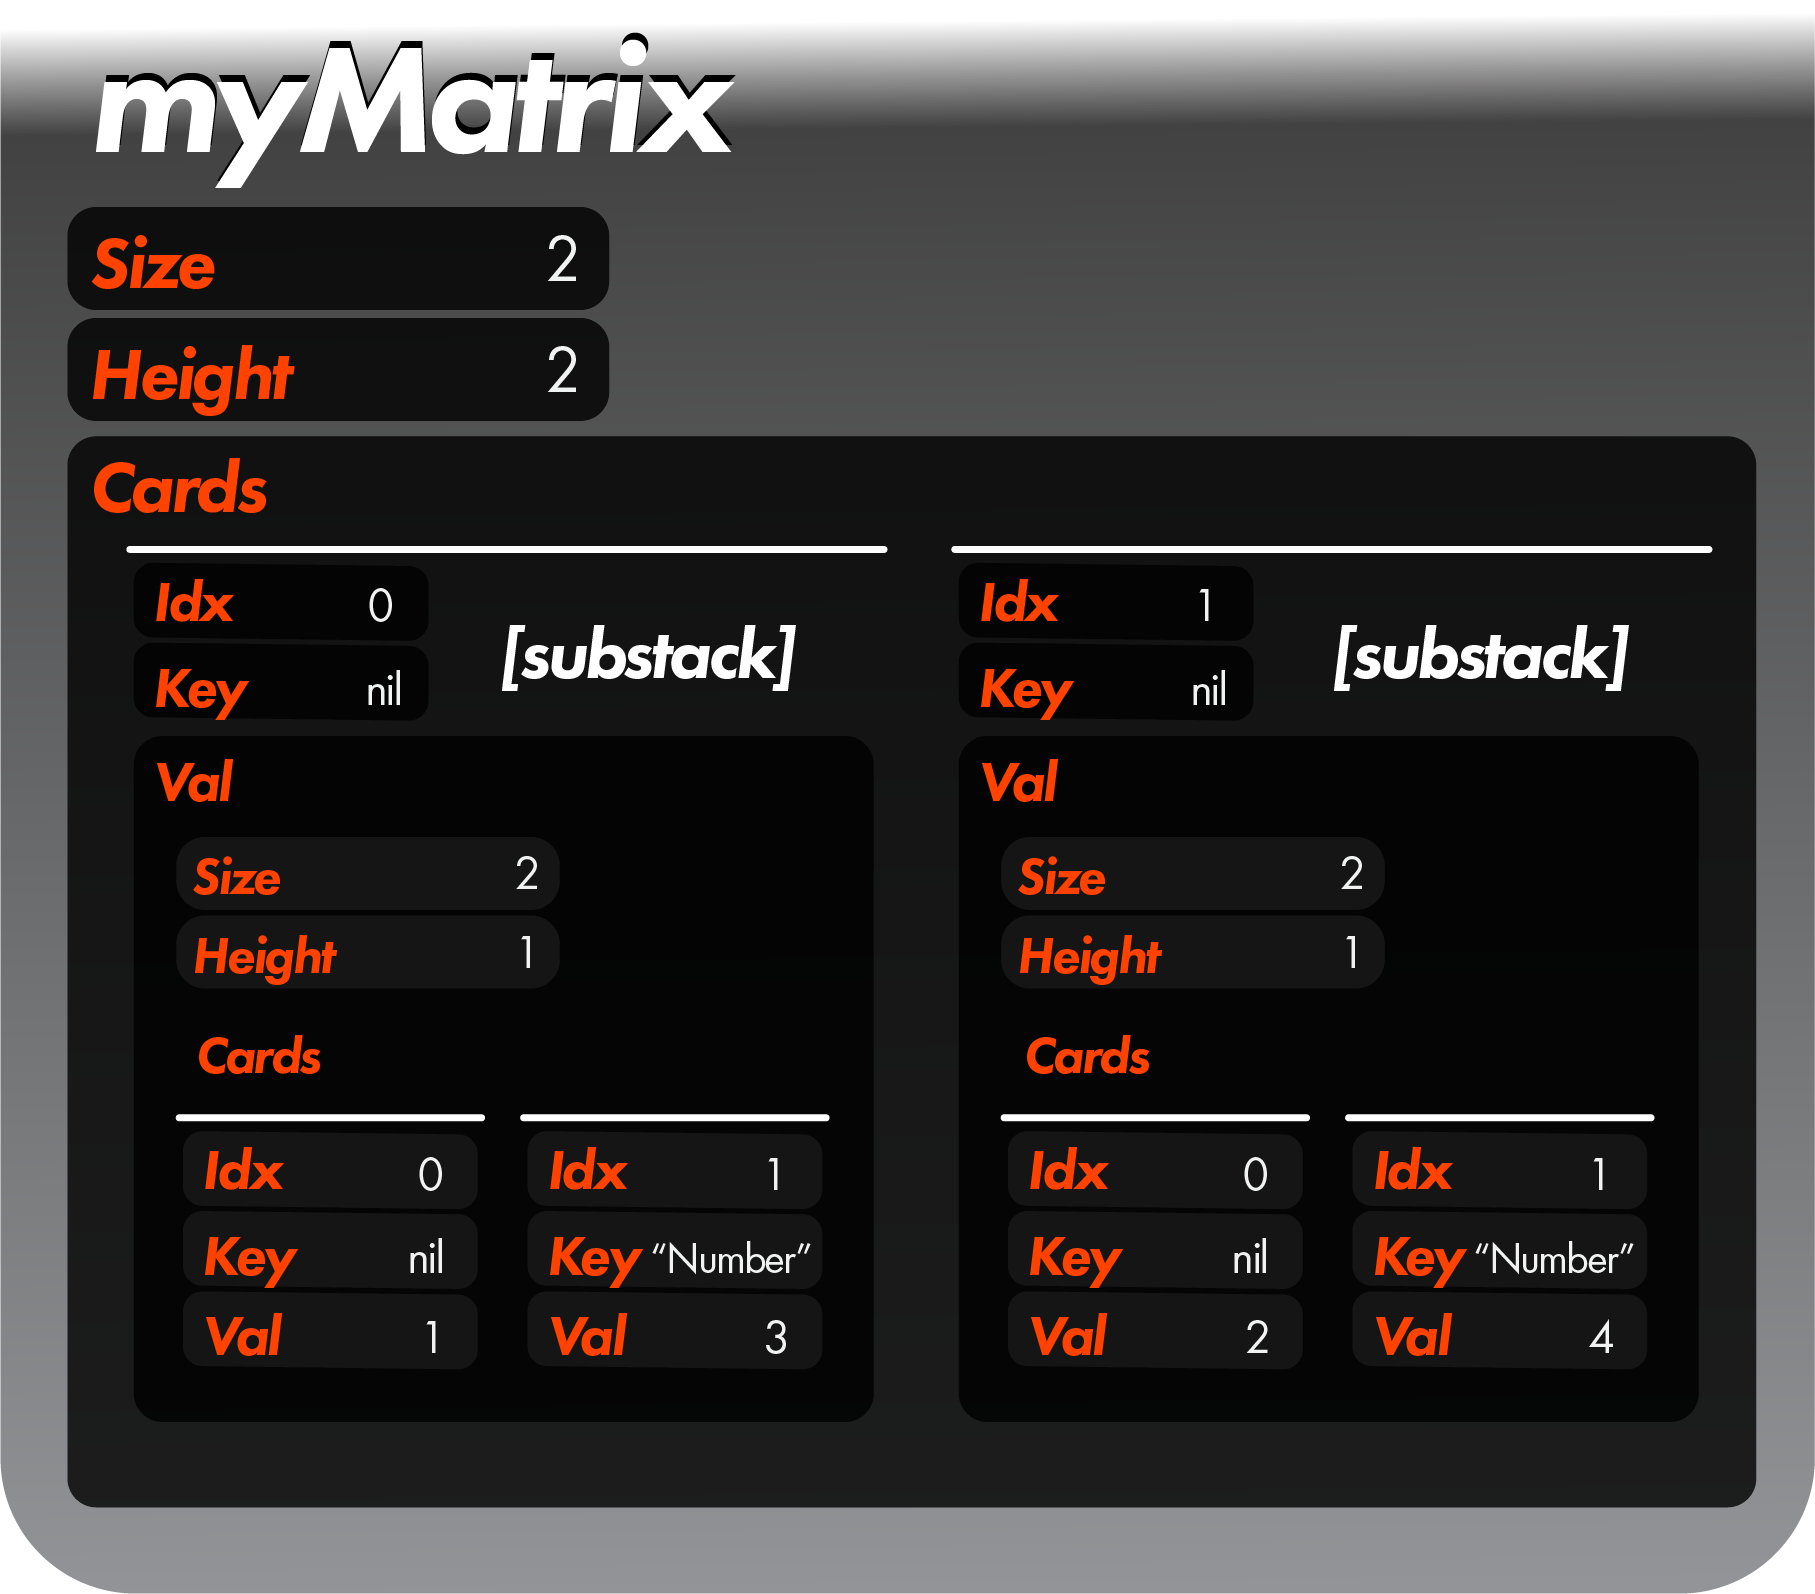 myMatrix
Size 2
Height 2
Cards
Idx 0
Key nil
[substack]
Val
Size 2
Height 1
Cards
Idx 0
Key nil
Val 1
Idx 1
Key “Number”
Val 3
Idx 1
Key nil
[substack]
Val
Size 2
Height 1
Cards
Idx 0
Key nil
Val 2
Idx 1
Key “Number”
Val 4